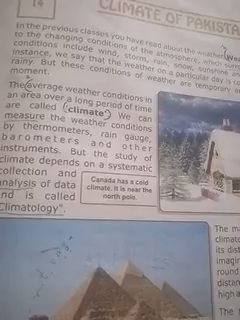 14
CLIMATE OF PAKISTA
In the previous classes you have read about the weather
to the changing conditions of the atmosphere, which
conditions include wind, storms, rain, snow, sunshine
instance, we say that the weather on a particular day is
rainy. But these conditions of weather are temporary
moment.
The average weather conditions in
an area over a long period of time
are called (climate). We can
measure the weather conditions
by thermometers, rain gauge,
barometers and other
instruments. But the study of
climate depends on a systematic
collection and
analysis of data
and is called
Climatology".
Canada has a cold
climate. It is near the
north pole.
The
climat
its dist
imagin
round
distan
high a
The